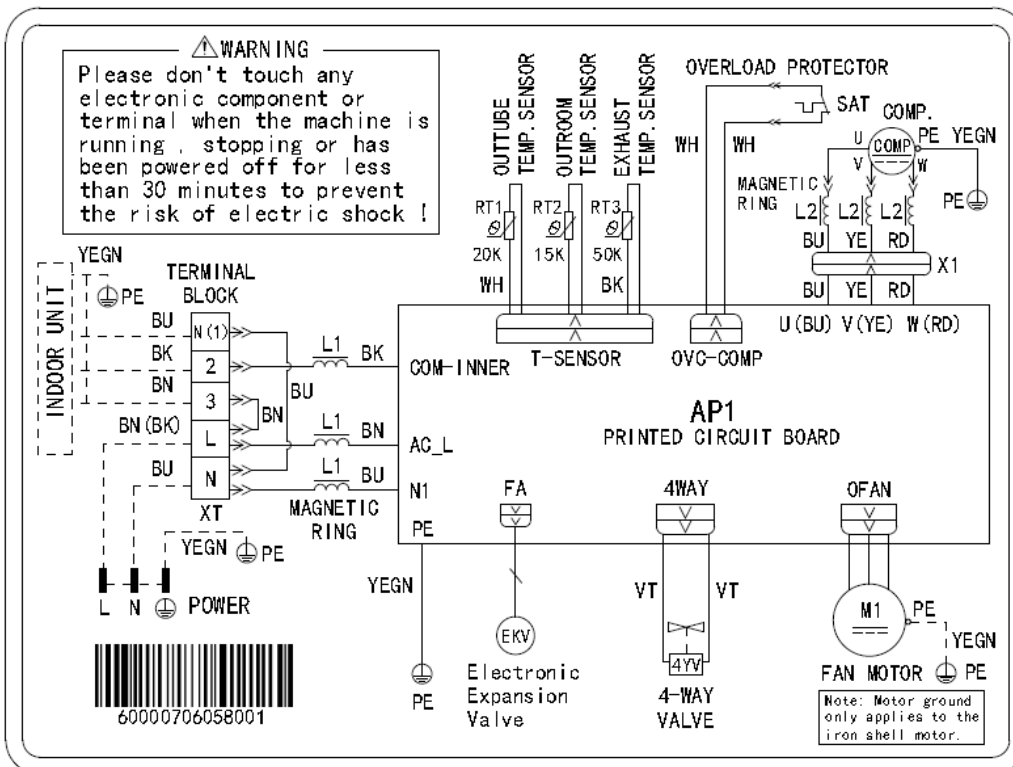 ⚠WARNING
Please don't touch any
electronic component or
terminal when the machine is
running , stopping or has
been powered off for less
than 30 minutes to prevent
the risk of electric shock !
OUTTUBE
TEMP. SENSOR
OUTROOM
TEMP. SENSOR
EXHAUST
TEMP. SENSOR
RT1
RT2
RT3
20K
15K
50K
WH
BK
OVERLOAD PROTECTOR
SAT
WH
WH
COMP.
COMP
U
V
W
PE
YEGN
PE
MAGNETIC
RING
L2
L2
L2
BU
YE
RD
X1
BU
YE
RD
U(BU)
V(YE)
W(RD)
INDOOR UNIT
YEGN
PE
TERMINAL
BLOCK
BU
BK
BN
BN(BK)
BU
N(1)
2
3
L
N
XT
BU
BN
L1
BK
L1
BN
L1
BU
MAGNETIC
RING
COM-INNER
AC_L
N1
PE
T-SENSOR
OVC-COMP
AP1
PRINTED CIRCUIT BOARD
FA
4WAY
OFAN
YEGN
PE
L
N
POWER
YEGN
PE
EKV
Electronic
Expansion
Valve
VT
VT
4YV
4-WAY
VALVE
M1
PE
YEGN
PE
FAN MOTOR
Note: Motor ground
only applies to the
iron shell motor.
60000706058001